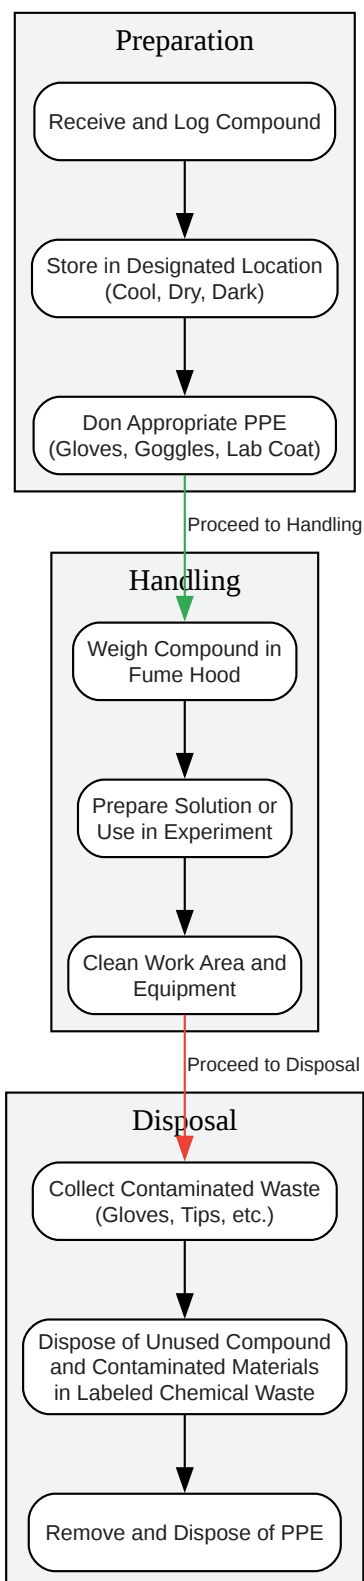 Preparation
Receive and Log Compound
Store in Designated Location
(Cool, Dry, Dark)
Don Appropriate PPE
(Gloves, Goggles, Lab Coat)
Proceed to Handling
Handling
Weigh Compound in
Fume Hood
Prepare Solution or
Use in Experiment
Clean Work Area and
Equipment
Proceed to Disposal
Disposal
Collect Contaminated Waste
(Gloves, Tips, etc.)
Dispose of Unused Compound
and Contaminated Materials
in Labeled Chemical Waste
Remove and Dispose of PPE